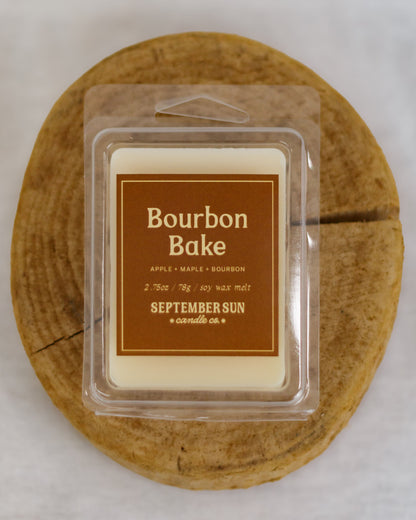 Bourbon
Bake
APPLE • MAPLE • BOURBON
2.75oz / 78g / soy wax melt
SEPTEMBER SUN
candle co.